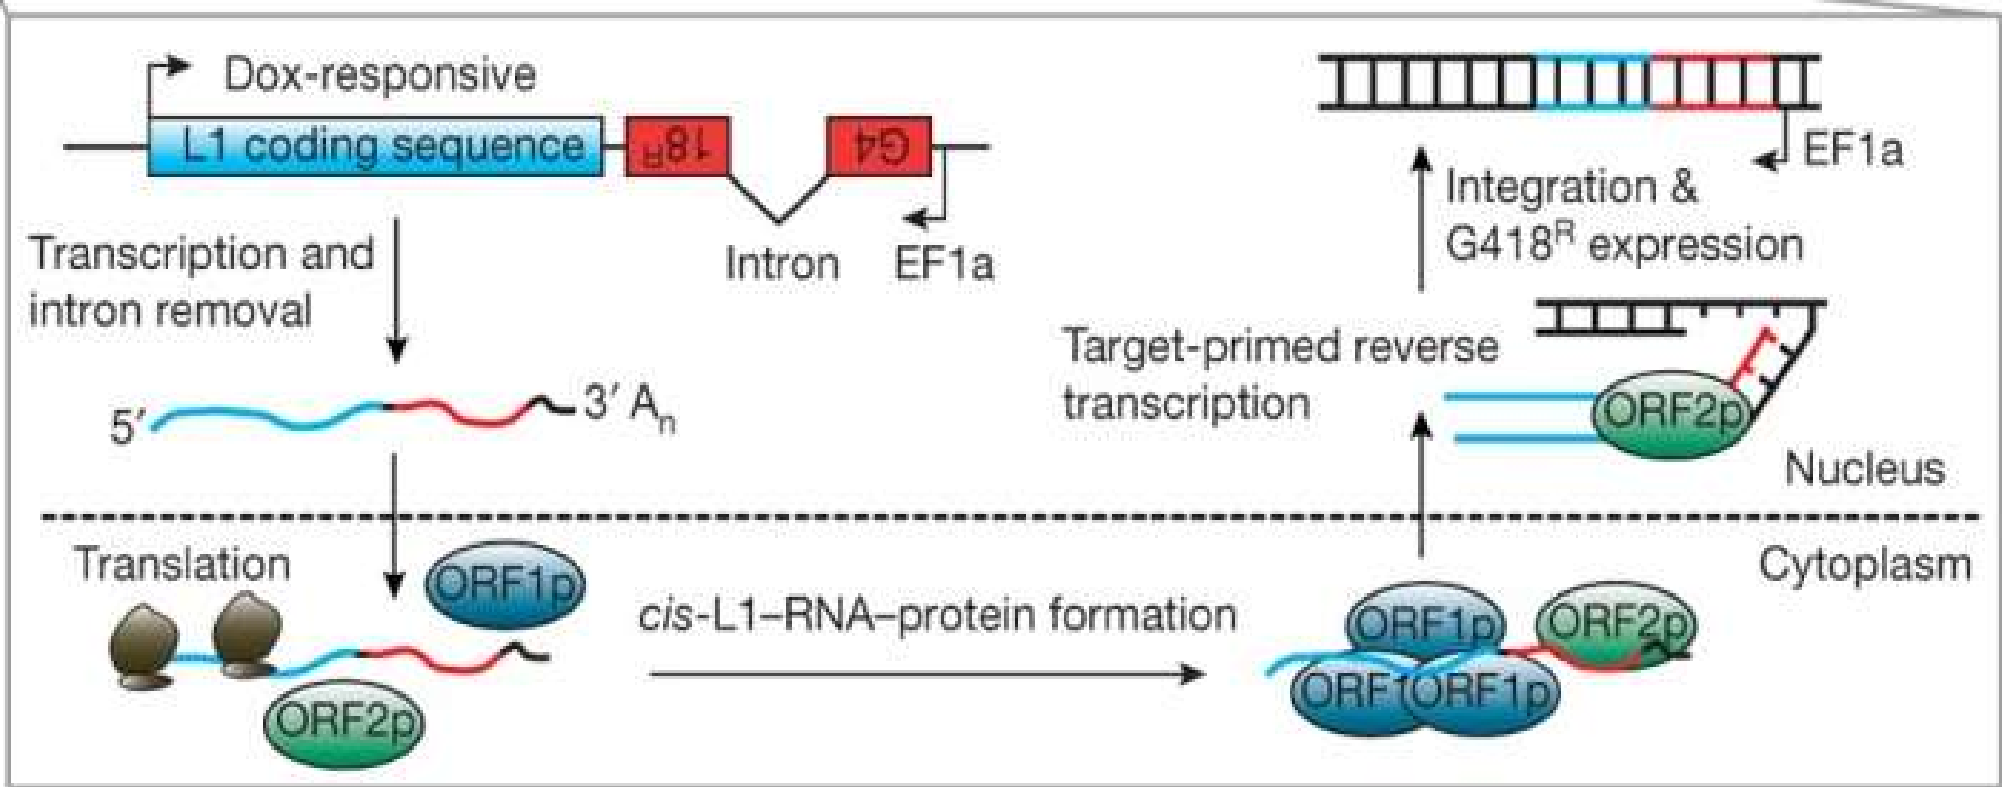 Dox-responsive
L1 coding sequence
18ᴿ
G4
Intron
EF1a
Transcription and
intron removal
5′
3′ Aₙ
Translation
ORF1p
ORF2p
cis-L1–RNA–protein formation
ORF1p
ORF2p
ORF1
ORF1p
Cytoplasm
Nucleus
Target-primed reverse
transcription
ORF2p
Integration &
G418ᴿ expression
EF1a